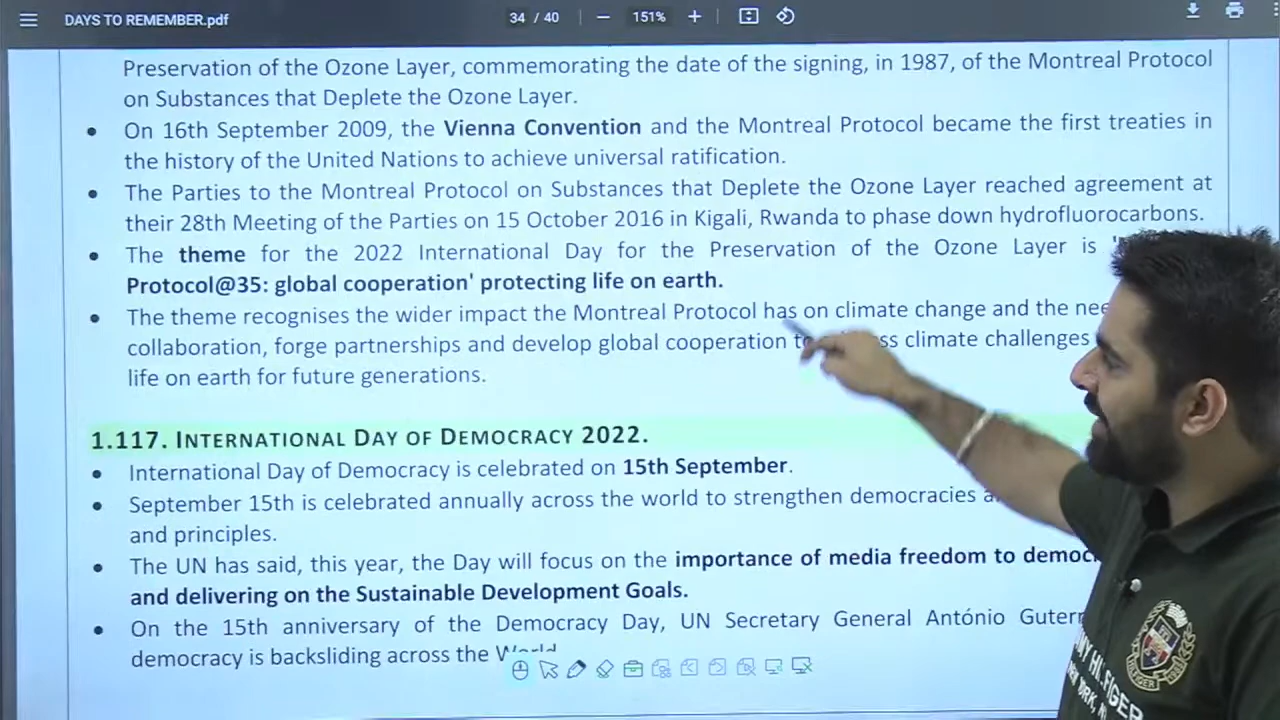 DAYS TO REMEMBER.pdf
34 / 40
151%
Preservation of the Ozone Layer, commemorating the date of the signing, in 1987, of the Montreal Protocol
on Substances that Deplete the Ozone Layer.
• On 16th September 2009, the Vienna Convention and the Montreal Protocol became the first treaties in
the history of the United Nations to achieve universal ratification.
• The Parties to the Montreal Protocol on Substances that Deplete the Ozone Layer reached agreement at
their 28th Meeting of the Parties on 15 October 2016 in Kigali, Rwanda to phase down hydrofluorocarbons.
• The theme for the 2022 International Day for the Preservation of the Ozone Layer is
Protocol@35: global cooperation' protecting life on earth.
• The theme recognises the wider impact the Montreal Protocol has on climate change and the
collaboration, forge partnerships and develop global cooperation climate challenges
life on earth for future generations.
1.117. INTERNATIONAL DAY OF DEMOCRACY 2022.
• International Day of Democracy is celebrated on 15th September.
• September 15th is celebrated annually across the world to strengthen democracies
and principles.
• The UN has said, this year, the Day will focus on the importance of media freedom to
and delivering on the Sustainable Development Goals.
• On the 15th anniversary of the Democracy Day, UN Secretary General António
democracy is backsliding across the